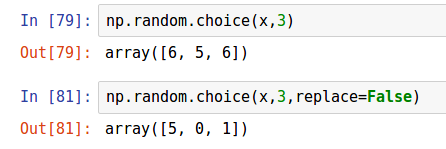 In [79]: np.random.choice(x,3)
Out[79]: array([6, 5, 6])
In [81]: np.random.choice(x,3,replace=False)
Out[81]: array([5, 0, 1])